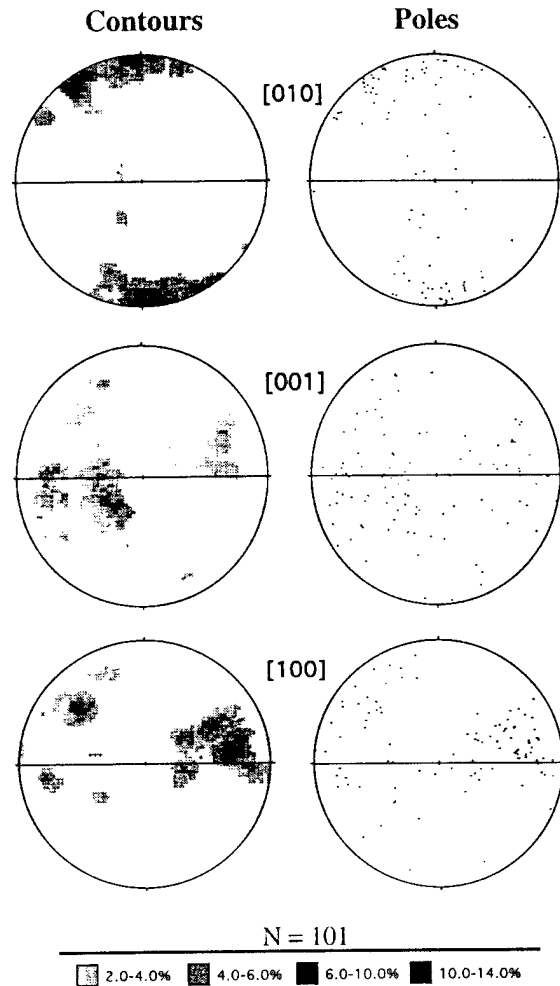 Contours Poles
[010]
[001]
[100]
N = 101
2.0-4.0% 4.0-6.0% 6.0-10.0% 10.0-14.0%